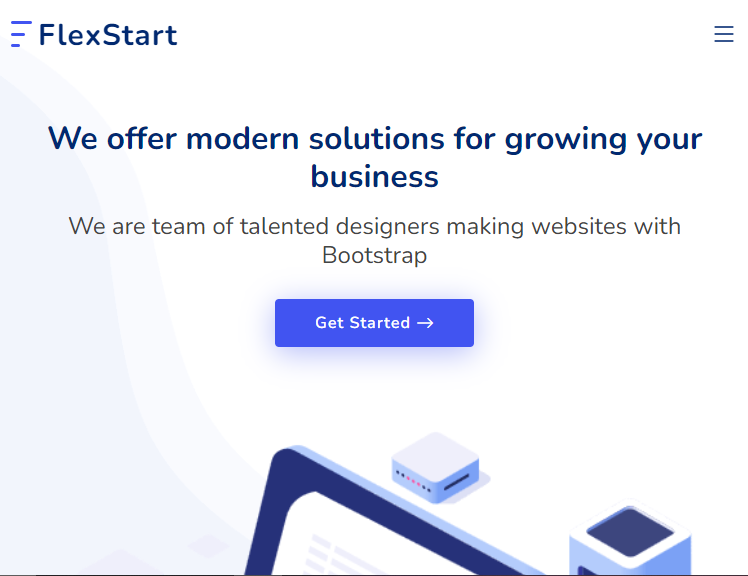 FlexStart
We offer modern solutions for growing your
business
We are team of talented designers making websites with
Bootstrap
Get Started →